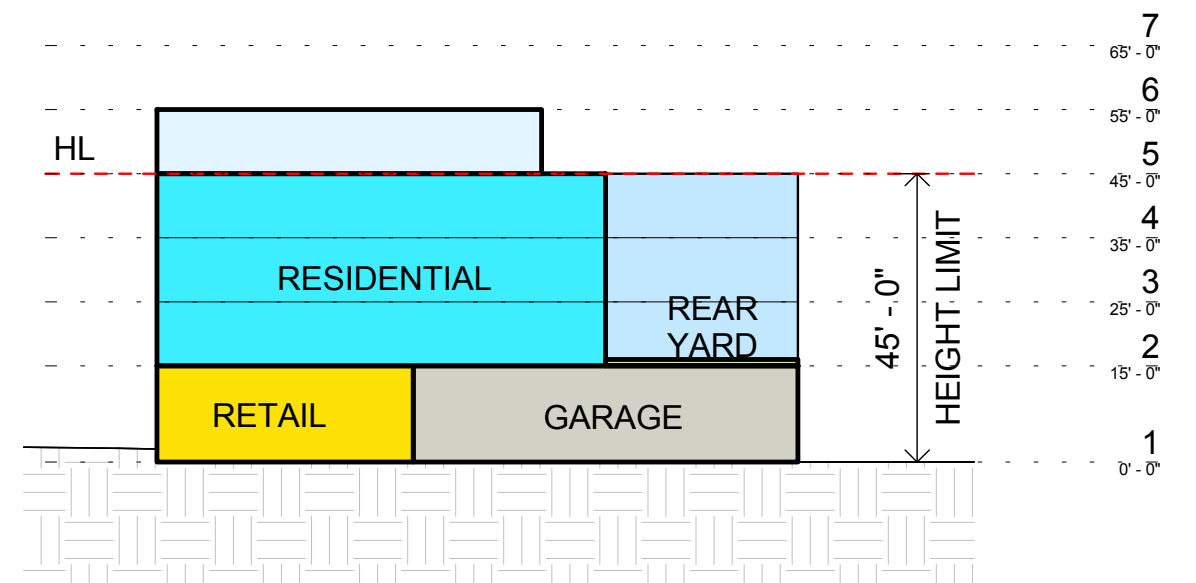 7
65' - 0"
6
55' - 0"
HL
5
45' - 0"
4
35' - 0"
RESIDENTIAL
3
25' - 0"
REAR
YARD
45' - 0"
HEIGHT LIMIT
2
15' - 0"
RETAIL
GARAGE
1
0' - 0"